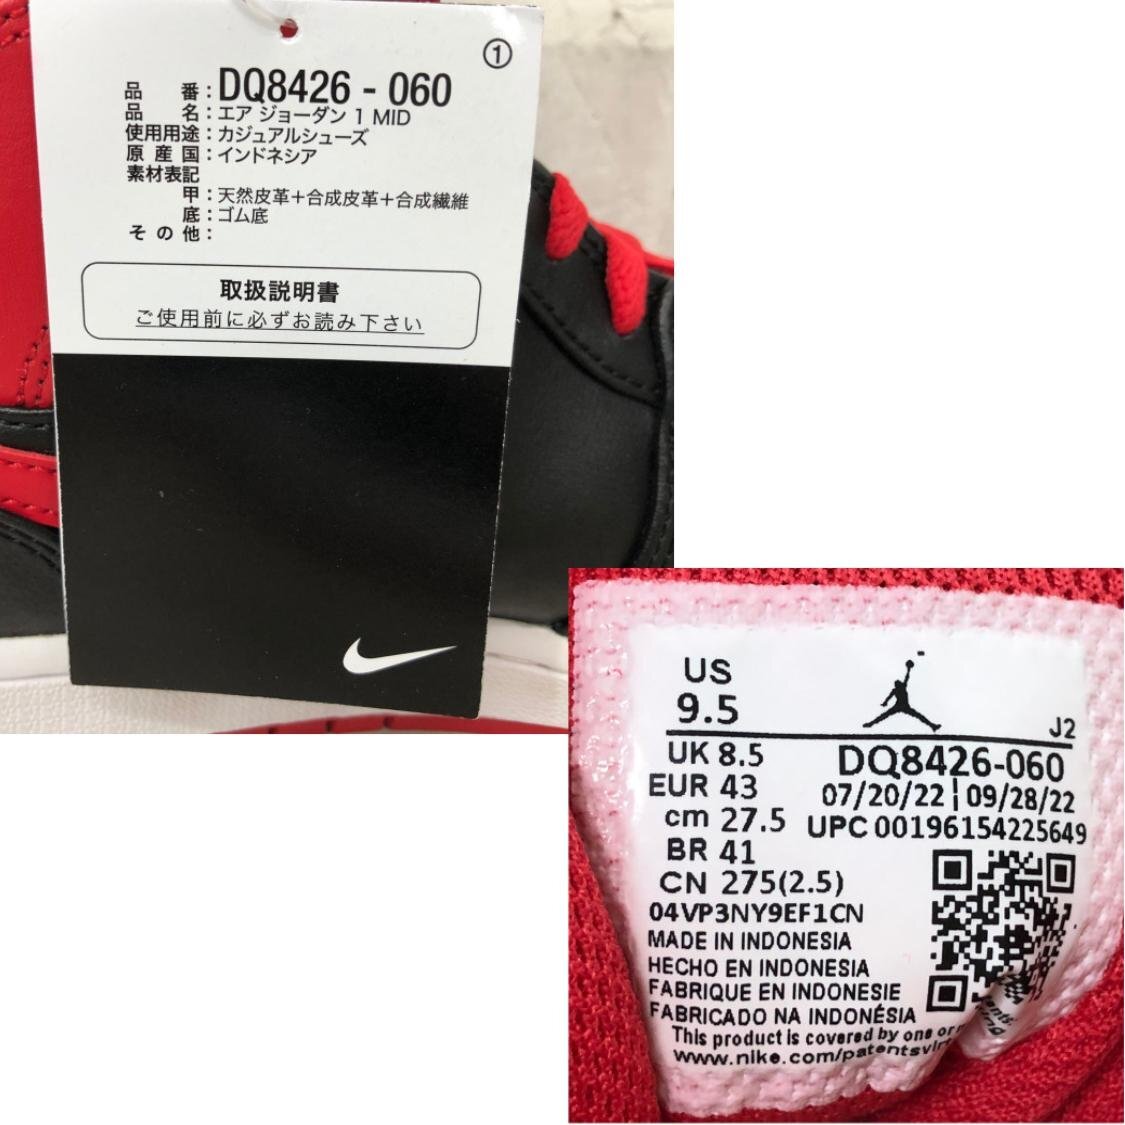 ①
品 番：DQ8426 - 060
品 名：エア ジョーダン 1 MID
使用用途：カジュアルシューズ
原 産 国：インドネシア
素材表記
甲：天然皮革＋合成皮革＋合成繊維
底：ゴム底
そ の 他：
取扱説明書
ご使用前に必ずお読み下さい
US
9.5
J2
UK 8.5
DQ8426-060
EUR 43
07/20/22 | 09/28/22
cm 27.5
UPC 00196154225649
BR 41
CN 275(2.5)
04VP3NY9EF1CN
MADE IN INDONESIA
HECHO EN INDONESIA
FABRIQUE EN INDONESIE
FABRICADO NA INDONÉSIA
This product is covered by one or
www.nike.com/patents